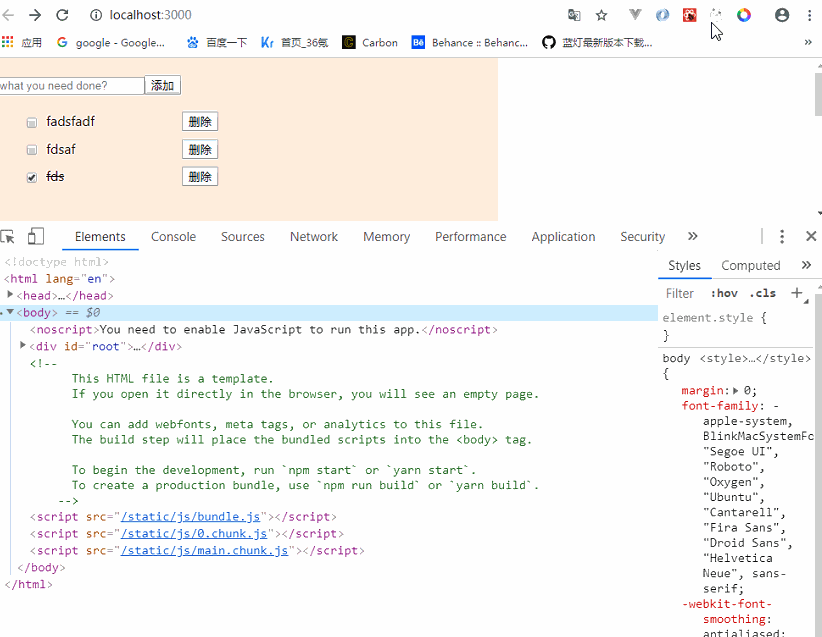 localhost:3000
应用 google - Google... 百度一下 首页_36氪 Carbon Behance :: Behanc... 蓝灯最新版本下载... »
what you need done? 添加
fadsfadf 删除
fdsaf 删除
fds 删除
Elements Console Sources Network Memory Performance Application Security »
<!doctype html>
<html lang="en">
<head>…</head>
<body> == $0
<noscript>You need to enable JavaScript to run this app.</noscript>
<div id="root">…</div>
<!--
This HTML file is a template.
If you open it directly in the browser, you will see an empty page.
You can add webfonts, meta tags, or analytics to this file.
The build step will place the bundled scripts into the <body> tag.
To begin the development, run `npm start` or `yarn start`.
To create a production bundle, use `npm run build` or `yarn build`.
-->
<script src="/static/js/bundle.js"></script>
<script src="/static/js/0.chunk.js"></script>
<script src="/static/js/main.chunk.js"></script>
</body>
</html>
Styles Computed »
Filter :hov .cls +
element.style {
}
body <style>…</style>
{
margin: 0;
font-family: -
apple-system,
BlinkMacSystemFo
"Segoe UI",
"Roboto",
"Oxygen",
"Ubuntu",
"Cantarell",
"Fira Sans",
"Droid Sans",
"Helvetica
Neue", sans-
serif;
-webkit-font-
smoothing:
antialiased;